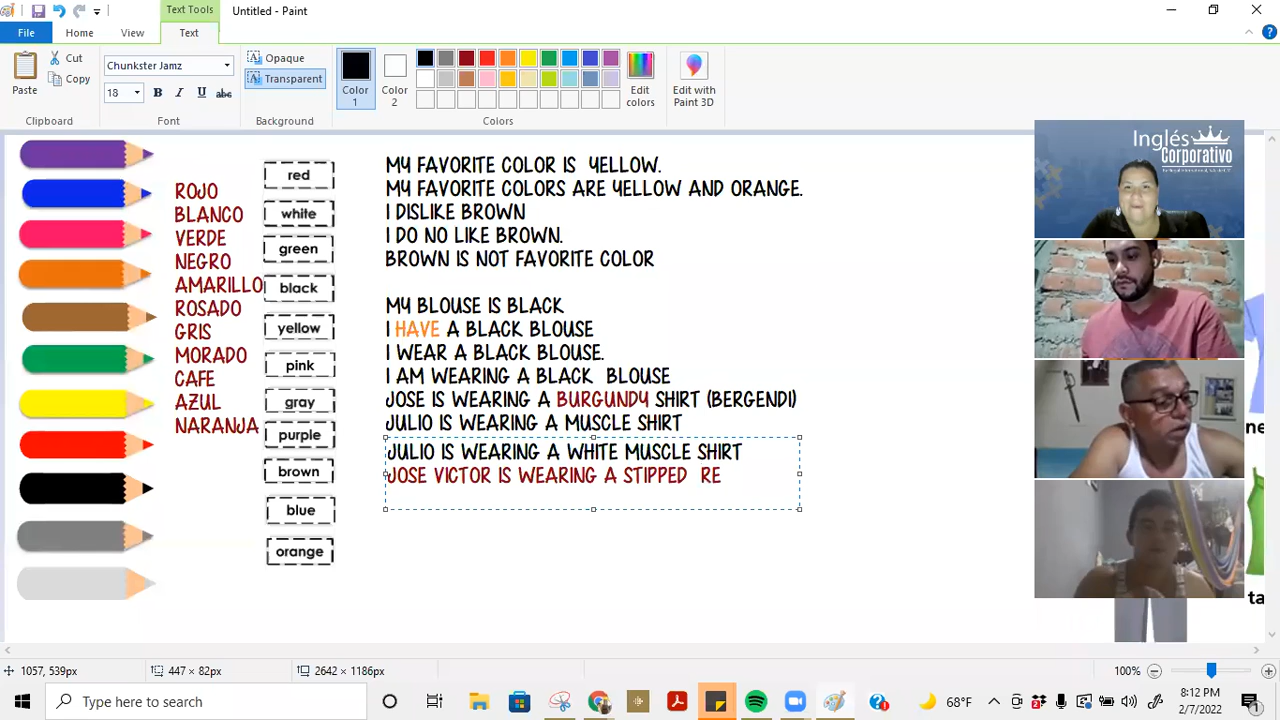 Text Tools
Untitled - Paint
File
Home
View
Text
Paste
Cut
Copy
Clipboard
Chunkster Jamz
18
B
I
U
abc
Font
Opaque
Transparent
Background
Color 1
Color 2
Edit colors
Edit with Paint 3D
Colors
ROJO
BLANCO
VERDE
NEGRO
AMARILLO
ROSADO
GRIS
MORADO
CAFE
AZUL
NARANJA
red
white
green
black
yellow
pink
gray
purple
brown
blue
orange
MY FAVORITE COLOR IS YELLOW.
MY FAVORITE COLORS ARE YELLOW AND ORANGE.
I DISLIKE BROWN
I DO NO LIKE BROWN.
BROWN IS NOT FAVORITE COLOR
MY BLOUSE IS BLACK
I HAVE A BLACK BLOUSE
I WEAR A BLACK BLOUSE.
I AM WEARING A BLACK BLOUSE
JOSE IS WEARING A BURGUNDY SHIRT (BERGENDI)
JULIO IS WEARING A MUSCLE SHIRT
JULIO IS WEARING A WHITE MUSCLE SHIRT
JOSE VICTOR IS WEARING A STIPPED RE
Inglés
Corporativo
ne
ta
1057, 539px
447 × 82px
2642 × 1186px
100%
Type here to search
68°F
8:12 PM
2/7/2022